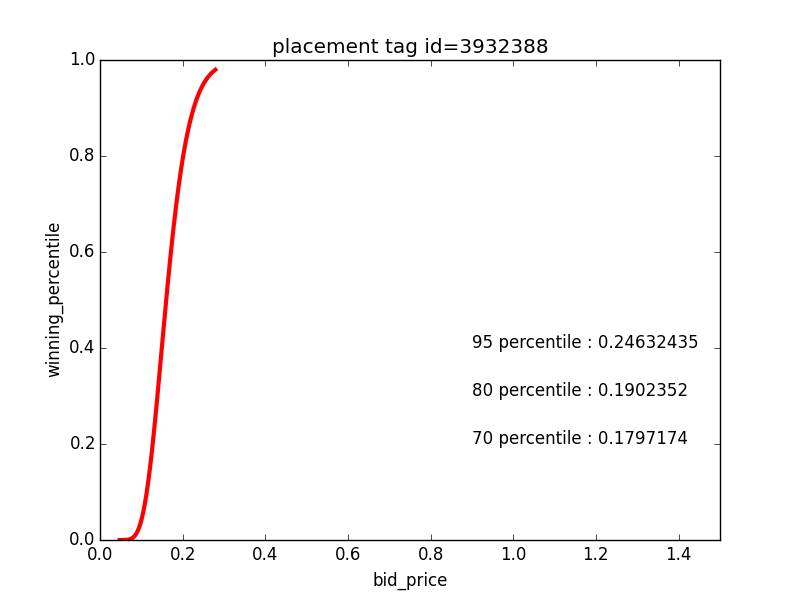 placement tag id=3932388
1.0
0.8
0.6
0.4
0.2
0.0
winning_percentile
95 percentile : 0.24632435
80 percentile : 0.1902352
70 percentile : 0.1797174
0.0 0.2 0.4 0.6 0.8 1.0 1.2 1.4
bid_price